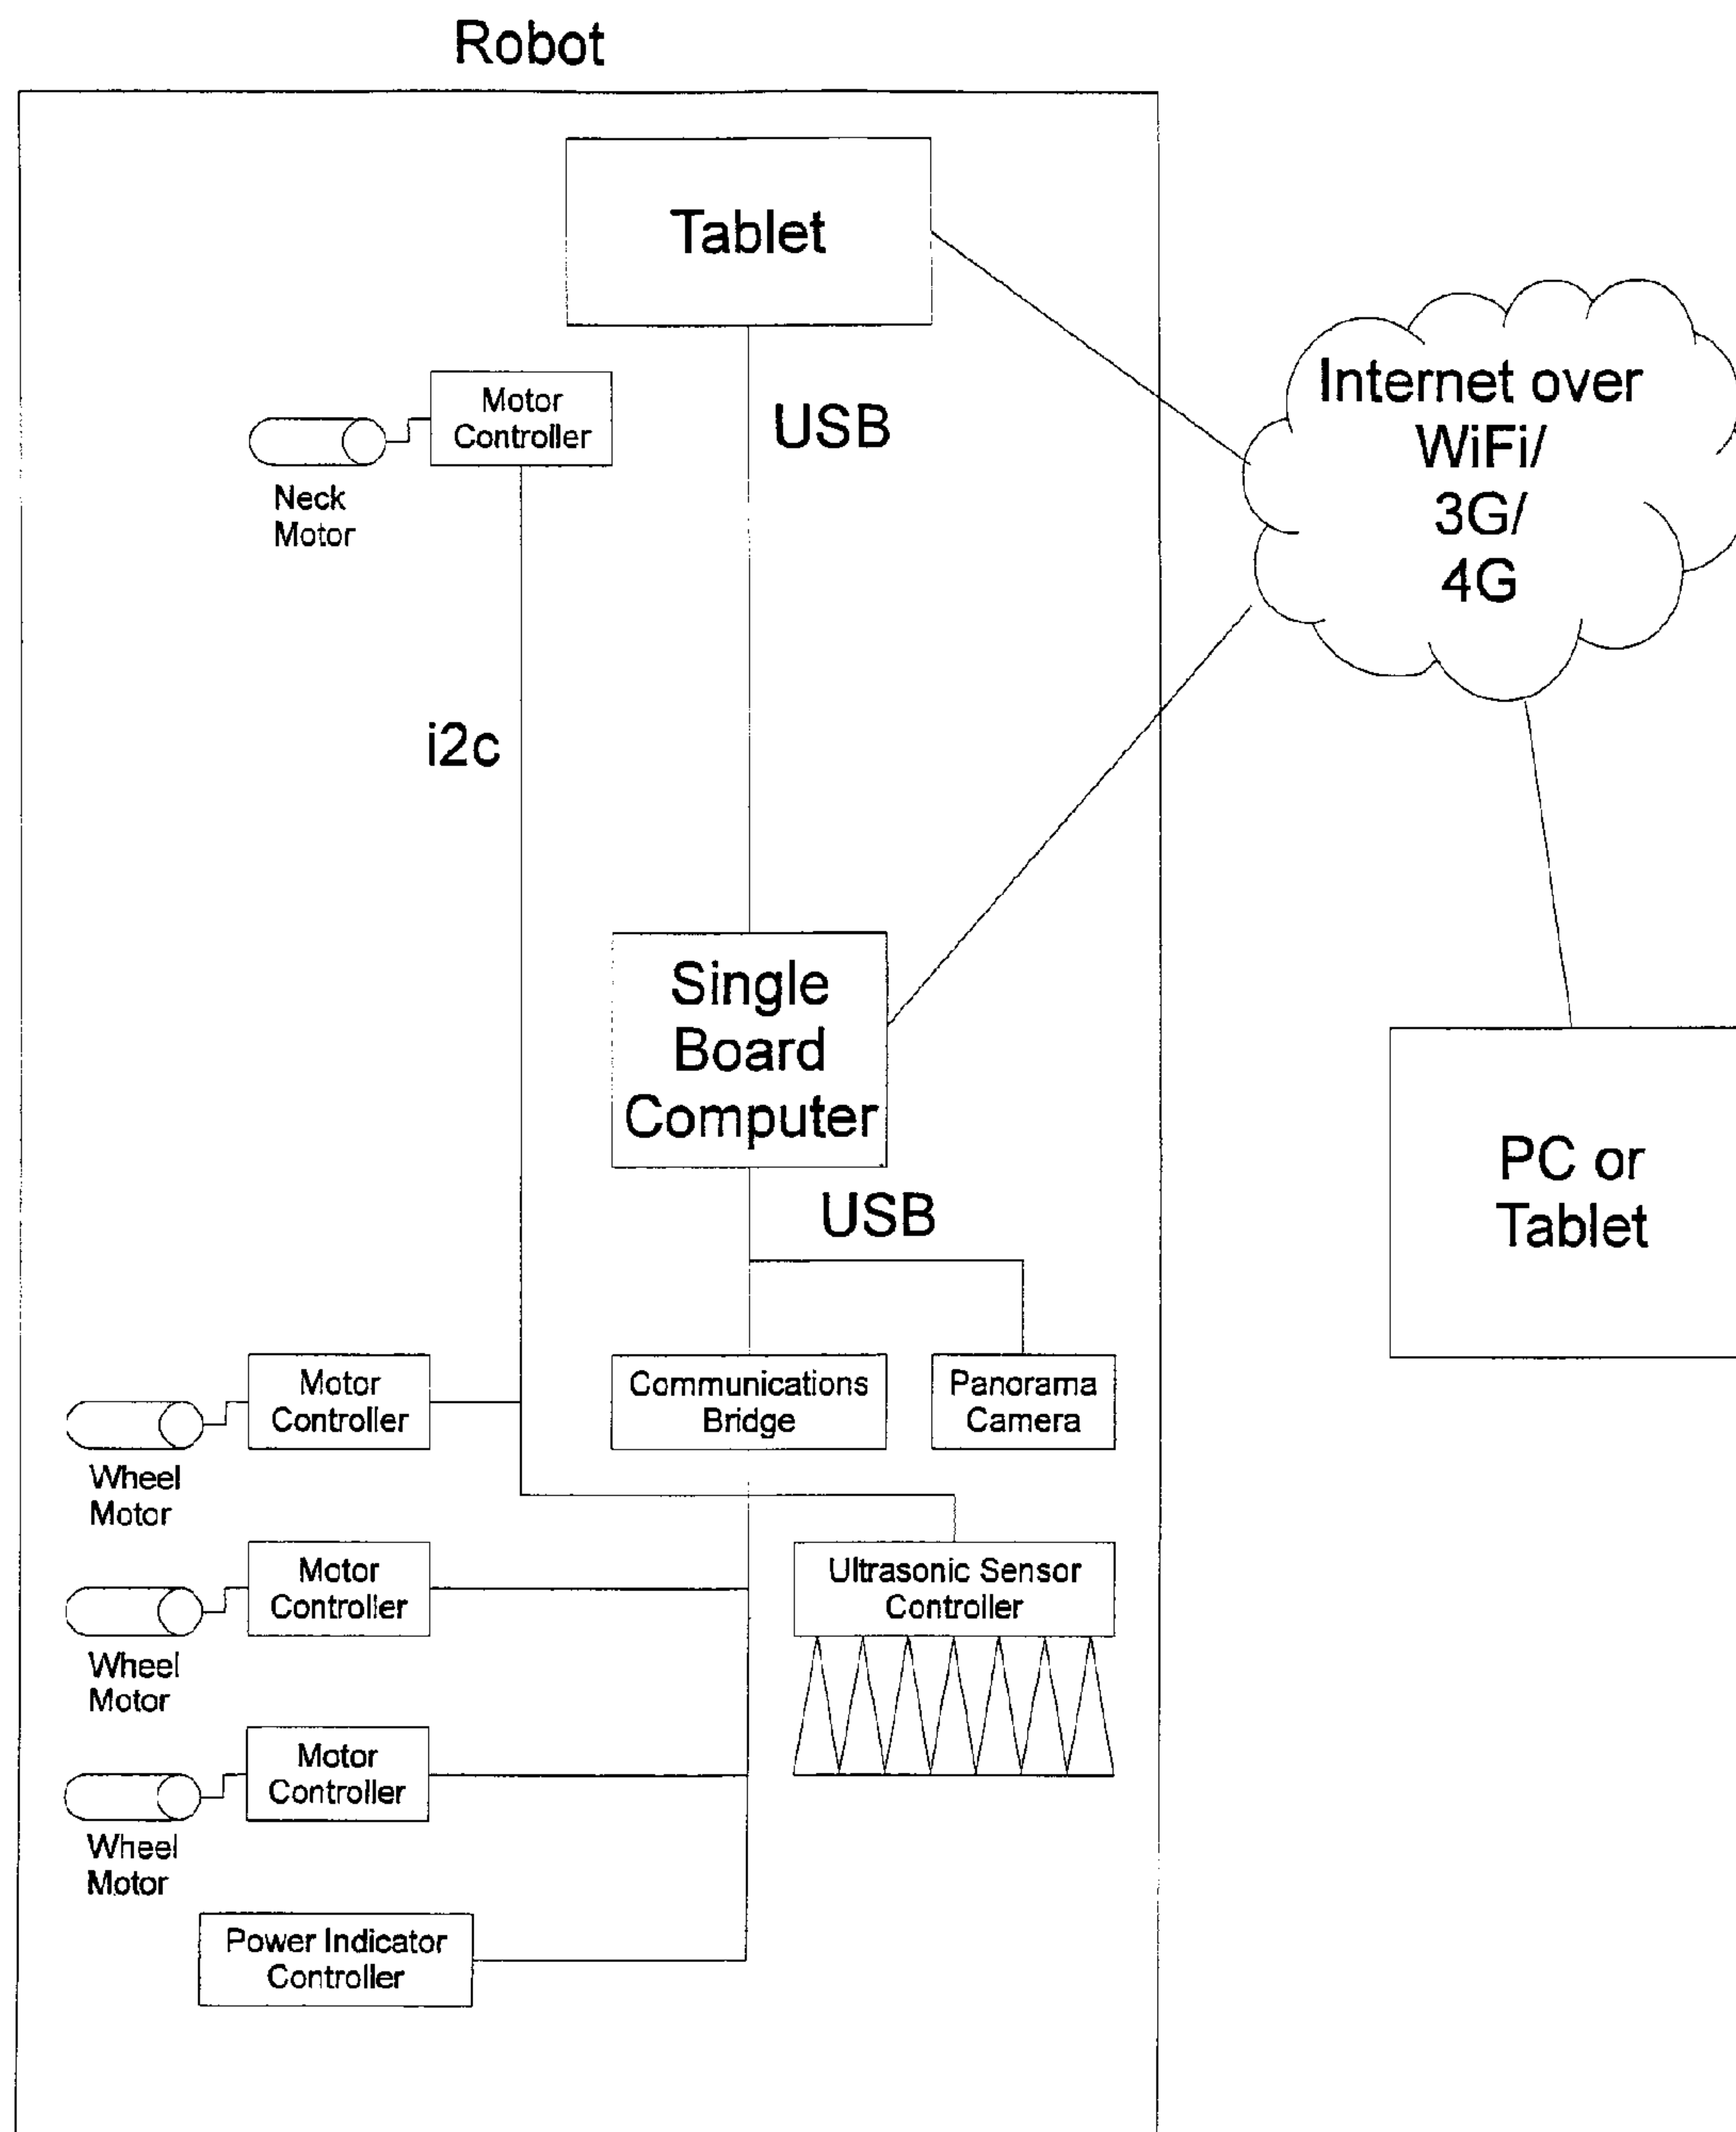 Robot
Tablet
Motor
Controller
USB
Neck
Motor
Internet over
WiFi/
3G/
4G
i2c
Single
Board
Computer
PC or
Tablet
USB
Motor
Controller
Communications
Bridge
Panorama
Camera
Wheel
Motor
Motor
Controller
Ultrasonic Sensor
Controller
Wheel
Motor
Motor
Controller
Wheel
Motor
Power Indicator
Controller